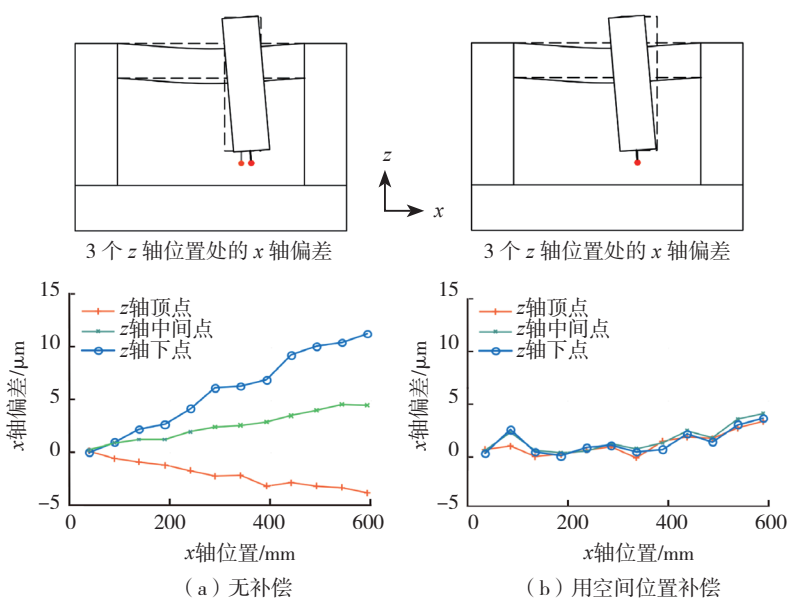 z
x
3 个 z 轴位置处的 x 轴偏差
3 个 z 轴位置处的 x 轴偏差
15
10
5
0
−5
x轴偏差/μm
z轴顶点
z轴中间点
z轴下点
0
200
400
600
x轴位置/mm
(a)无补偿
15
10
5
0
−5
x轴偏差/μm
z轴顶点
z轴中间点
z轴下点
0
200
400
600
x轴位置/mm
(b)用空间位置补偿